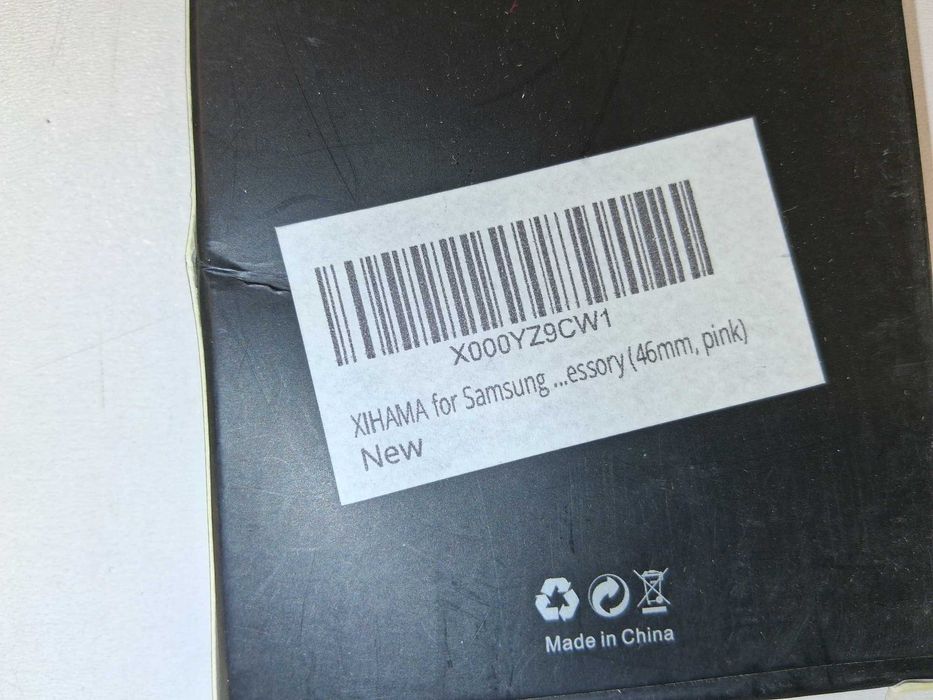 X000YZ9CW1
XIHAMA for Samsung ...essory (46mm, pink)
New
Made in China